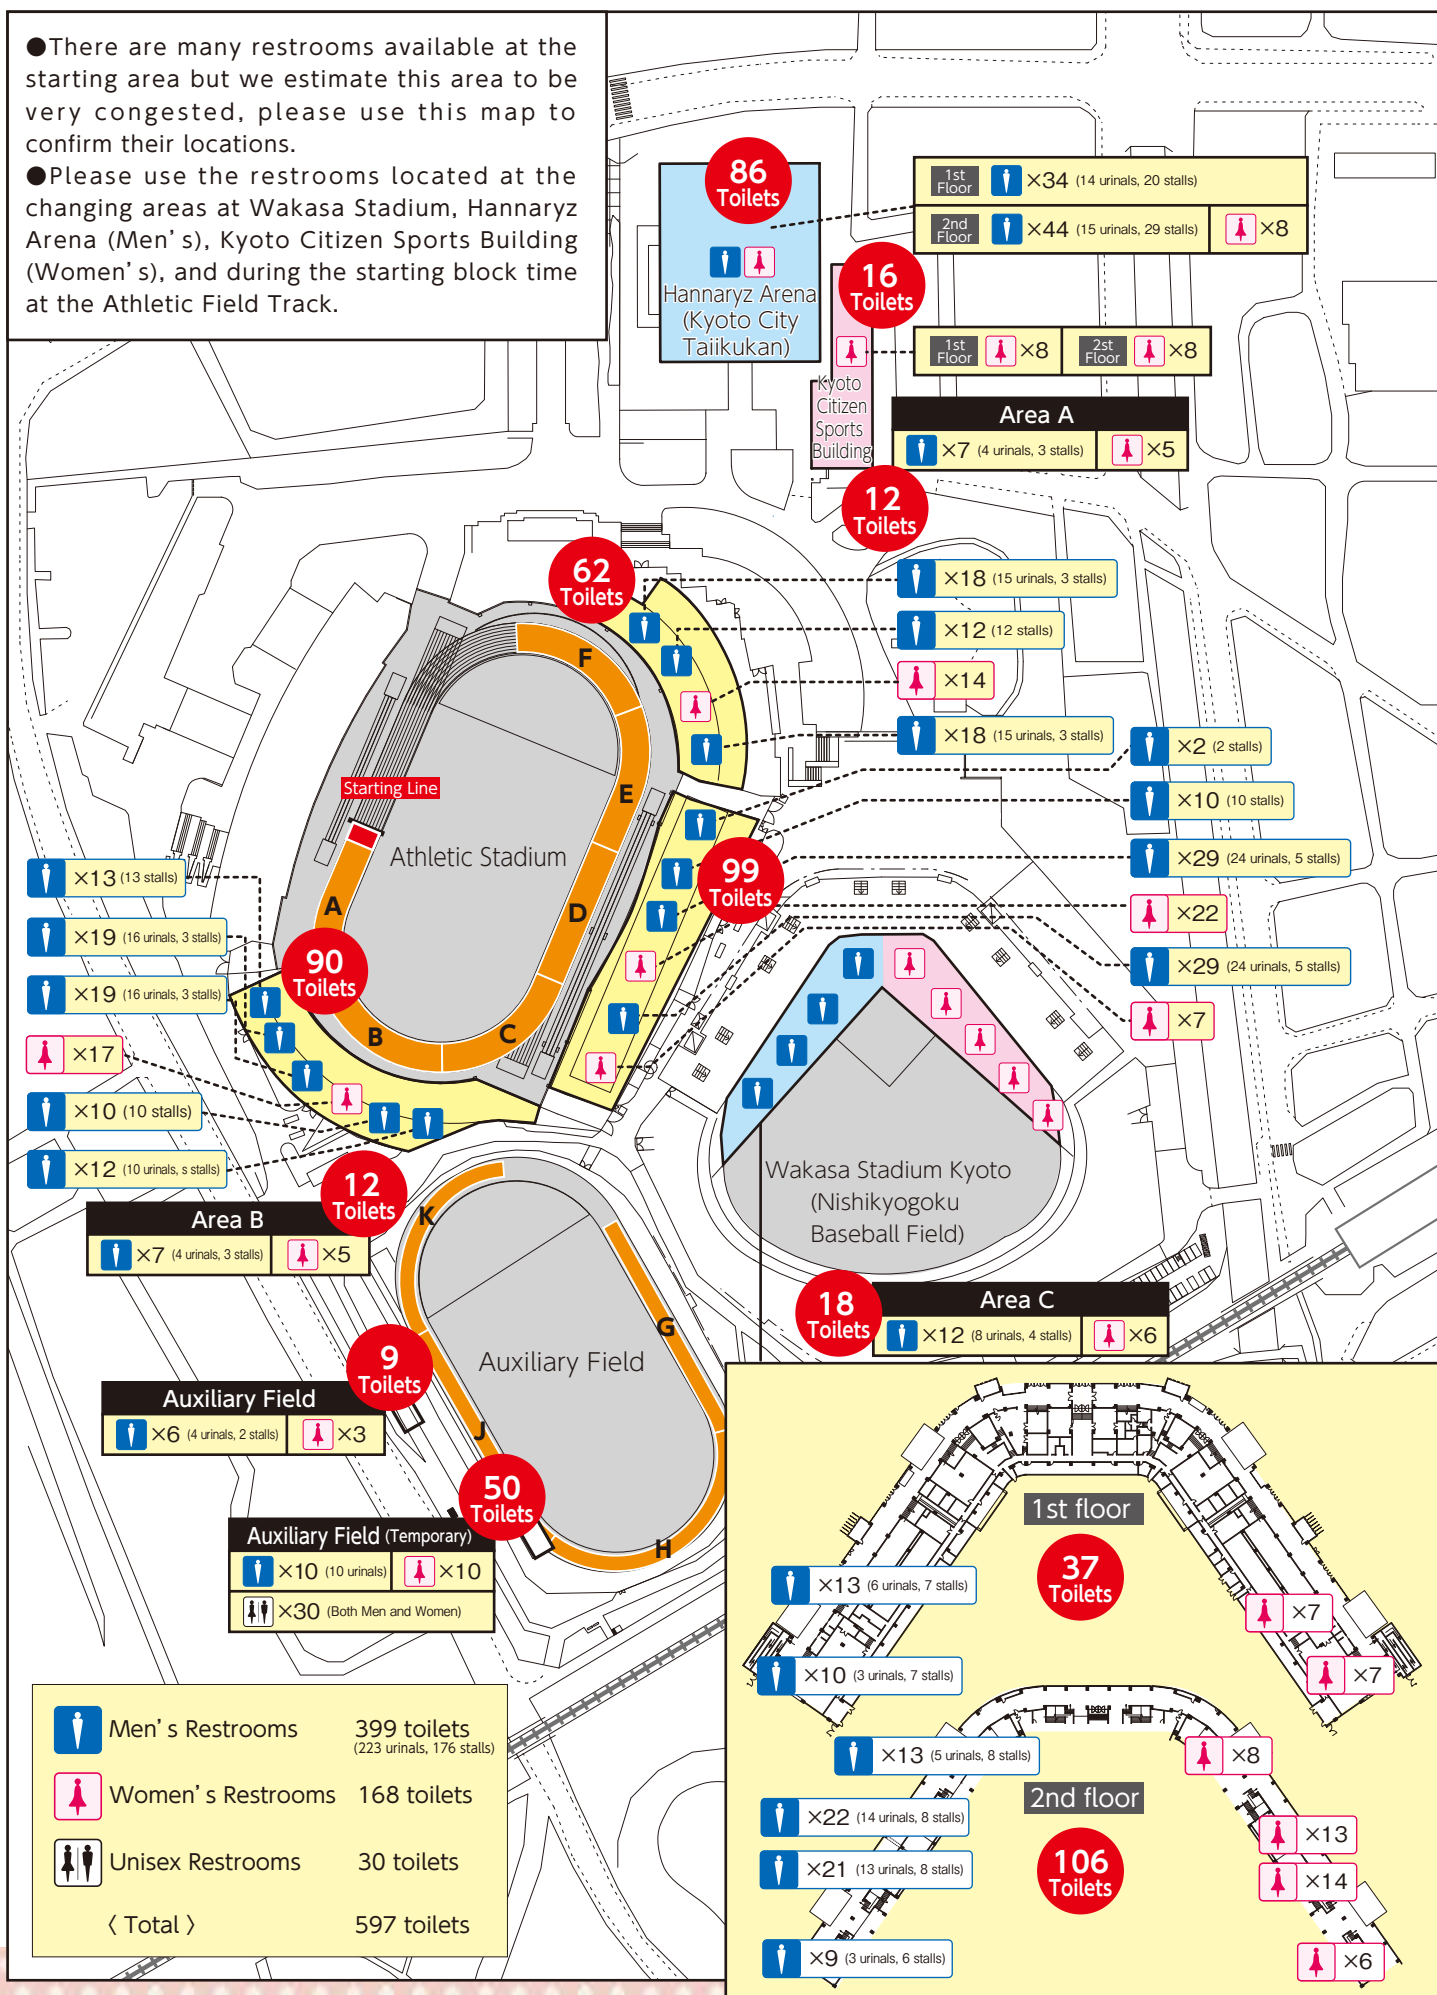 ●There are many restrooms available at the
starting area but we estimate this area to be
very congested, please use this map to
confirm their locations.
●Please use the restrooms located at the
changing areas at Wakasa Stadium, Hannaryz
Arena (Men's), Kyoto Citizen Sports Building
(Women's), and during the starting block time
at the Athletic Field Track.
86
Toilets
Hannaryz Arena
(Kyoto City
Taiikukan)
1st
Floor
×34 (14 urinals, 20 stalls)
2nd
Floor
×44 (15 urinals, 29 stalls)
×8
16
Toilets
1st
Floor
×8
2st
Floor
×8
Kyoto
Citizen
Sports
Building
Area A
×7 (4 urinals, 3 stalls)
×5
12
Toilets
62
Toilets
×18 (15 urinals, 3 stalls)
×12 (12 stalls)
×14
×18 (15 urinals, 3 stalls)
×2 (2 stalls)
×10 (10 stalls)
×29 (24 urinals, 5 stalls)
×22
×29 (24 urinals, 5 stalls)
×7
99
Toilets
F
E
D
C
B
A
Starting Line
Athletic Stadium
90
Toilets
×13 (13 stalls)
×19 (16 urinals, 3 stalls)
×19 (16 urinals, 3 stalls)
×17
×10 (10 stalls)
×12 (10 urinals, s stalls)
12
Toilets
Area B
×7 (4 urinals, 3 stalls)
×5
Wakasa Stadium Kyoto
(Nishikyogoku
Baseball Field)
18
Toilets
Area C
×12 (8 urinals, 4 stalls)
×6
K
G
J
H
Auxiliary Field
9
Toilets
Auxiliary Field
×6 (4 urinals, 2 stalls)
×3
50
Toilets
Auxiliary Field (Temporary)
×10 (10 urinals)
×10
×30 (Both Men and Women)
1st floor
37
Toilets
×13 (6 urinals, 7 stalls)
×10 (3 urinals, 7 stalls)
×7
×7
2nd floor
106
Toilets
×13 (5 urinals, 8 stalls)
×22 (14 urinals, 8 stalls)
×21 (13 urinals, 8 stalls)
×9 (3 urinals, 6 stalls)
×8
×13
×14
×6
Men's Restrooms 399 toilets
(223 urinals, 176 stalls)
Women's Restrooms 168 toilets
Unisex Restrooms 30 toilets
〈 Total 〉 597 toilets